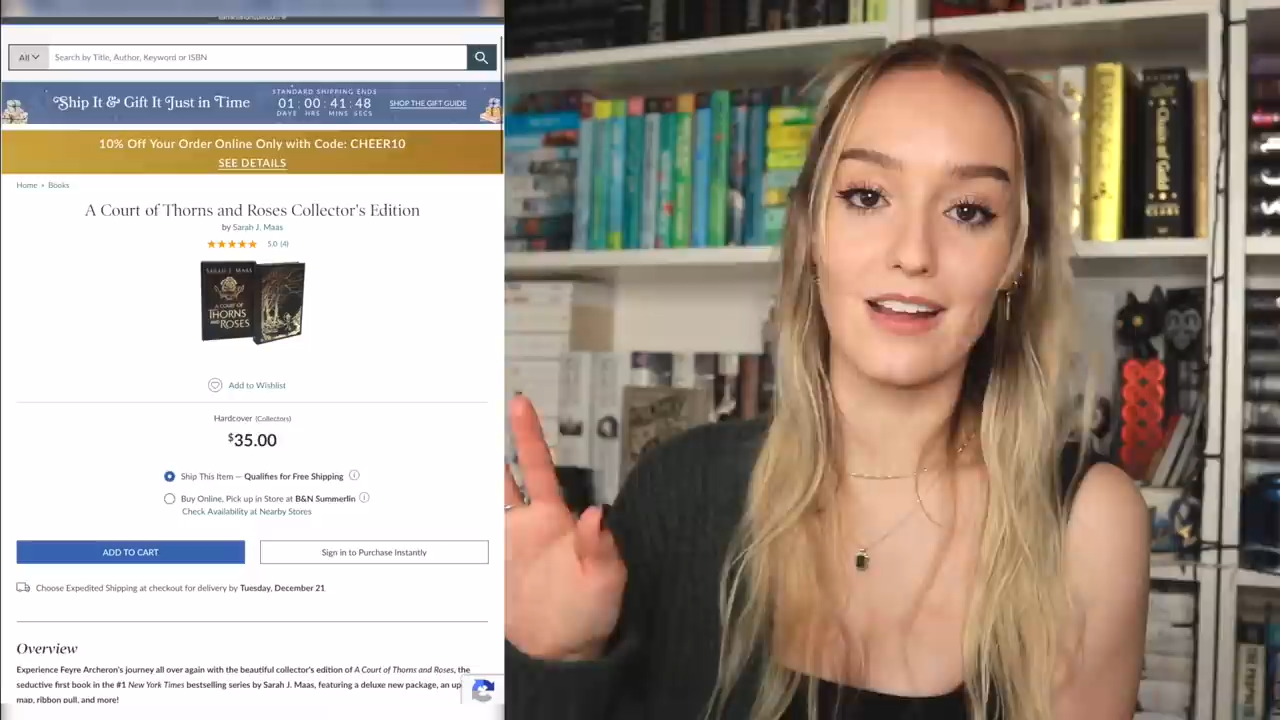 All
Search by Title, Author, Keyword or ISBN
Ship It & Gift It Just in Time
STANDARD SHIPPING ENDS
01 : 00 : 41 : 48
DAYS HRS MINS SECS
SHOP THE GIFT GUIDE
10% Off Your Order Online Only with Code: CHEER10
SEE DETAILS
Home › Books
A Court of Thorns and Roses Collector's Edition
by Sarah J. Maas
5.0 (4)
SARAH J. MAAS
A COURT OF
THORNS
AND ROSES
Add to Wishlist
Hardcover (Collectors)
$35.00
Ship This Item — Qualifies for Free Shipping
Buy Online, Pick up in Store at B&N Summerlin
Check Availability at Nearby Stores
ADD TO CART
Sign in to Purchase Instantly
Choose Expedited Shipping at checkout for delivery by Tuesday, December 21
Overview
Experience Feyre Archeron's journey all over again with the beautiful collector's edition of A Court of Thorns and Roses, the
seductive first book in the #1 New York Times bestselling series by Sarah J. Maas, featuring a deluxe new package, an up
map, ribbon pull, and more!